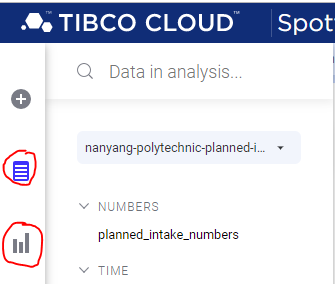 TIBCO CLOUD™ Spot
Data in analysis...
nanyang-polytechnic-planned-i...
NUMBERS
planned_intake_numbers
TIME